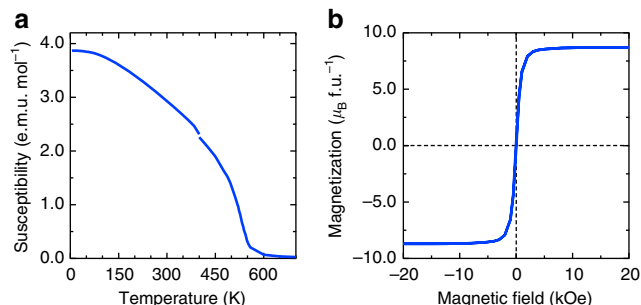 a
b
Susceptibility (e.m.u. mol⁻¹)
4.0
3.0
2.0
1.0
0.0
0 150 300 450 600
Temperature (K)
Magnetization (μB f.u.⁻¹)
10.0
5.0
0.0
−5.0
−10.0
−20 −10 0 10 20
Magnetic field (kOe)